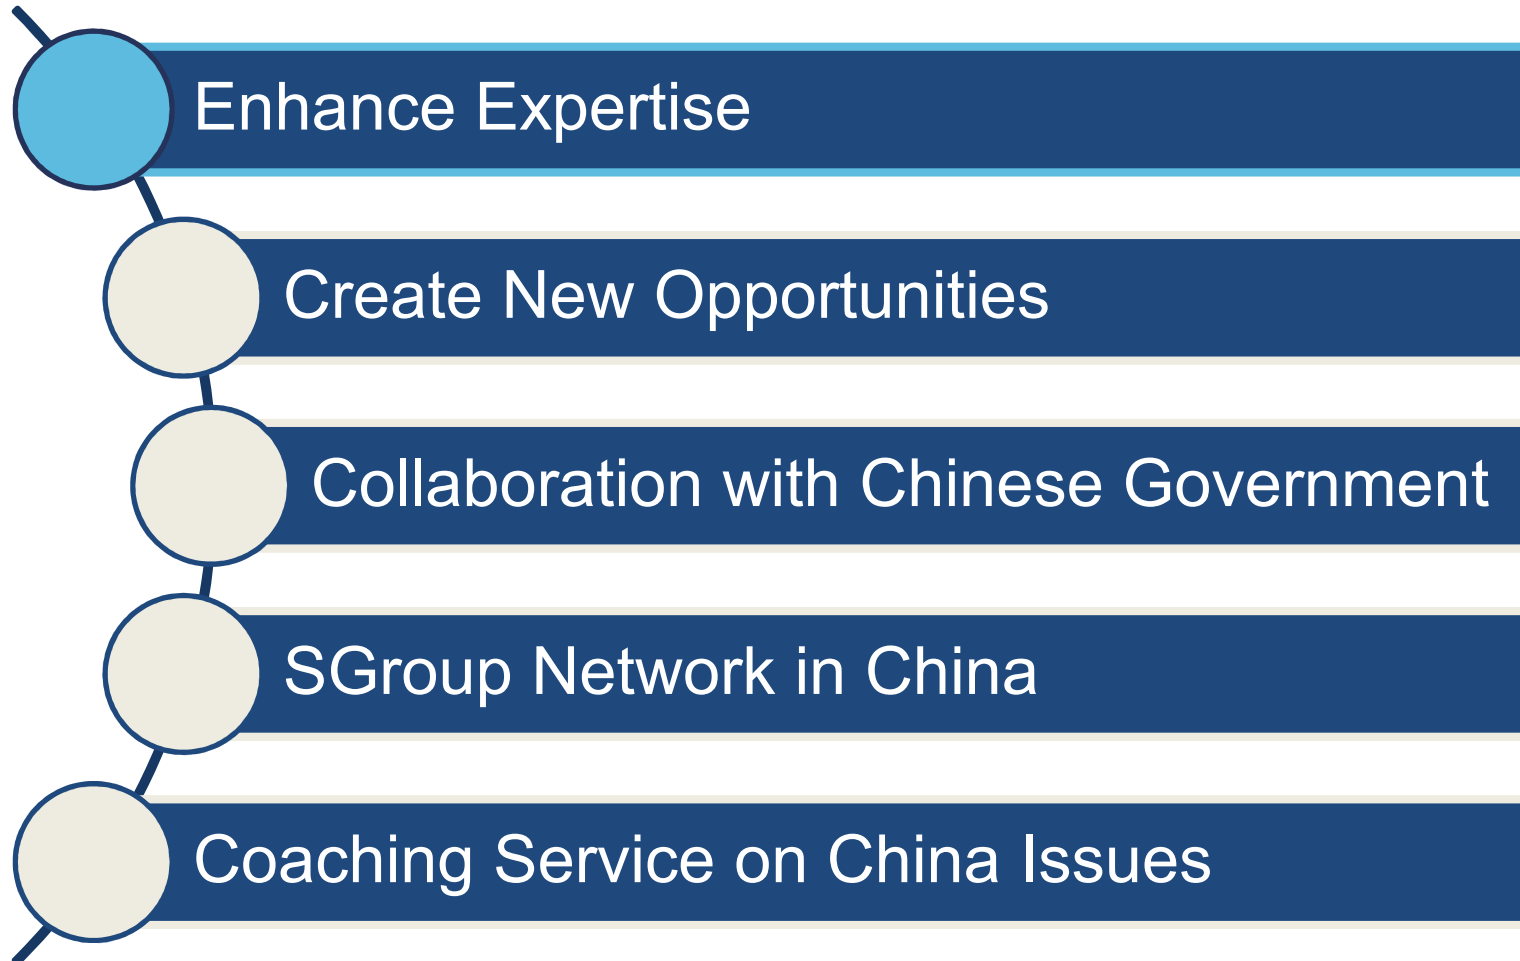 Enhance Expertise
Create New Opportunities
Collaboration with Chinese Government
SGroup Network in China
Coaching Service on China Issues